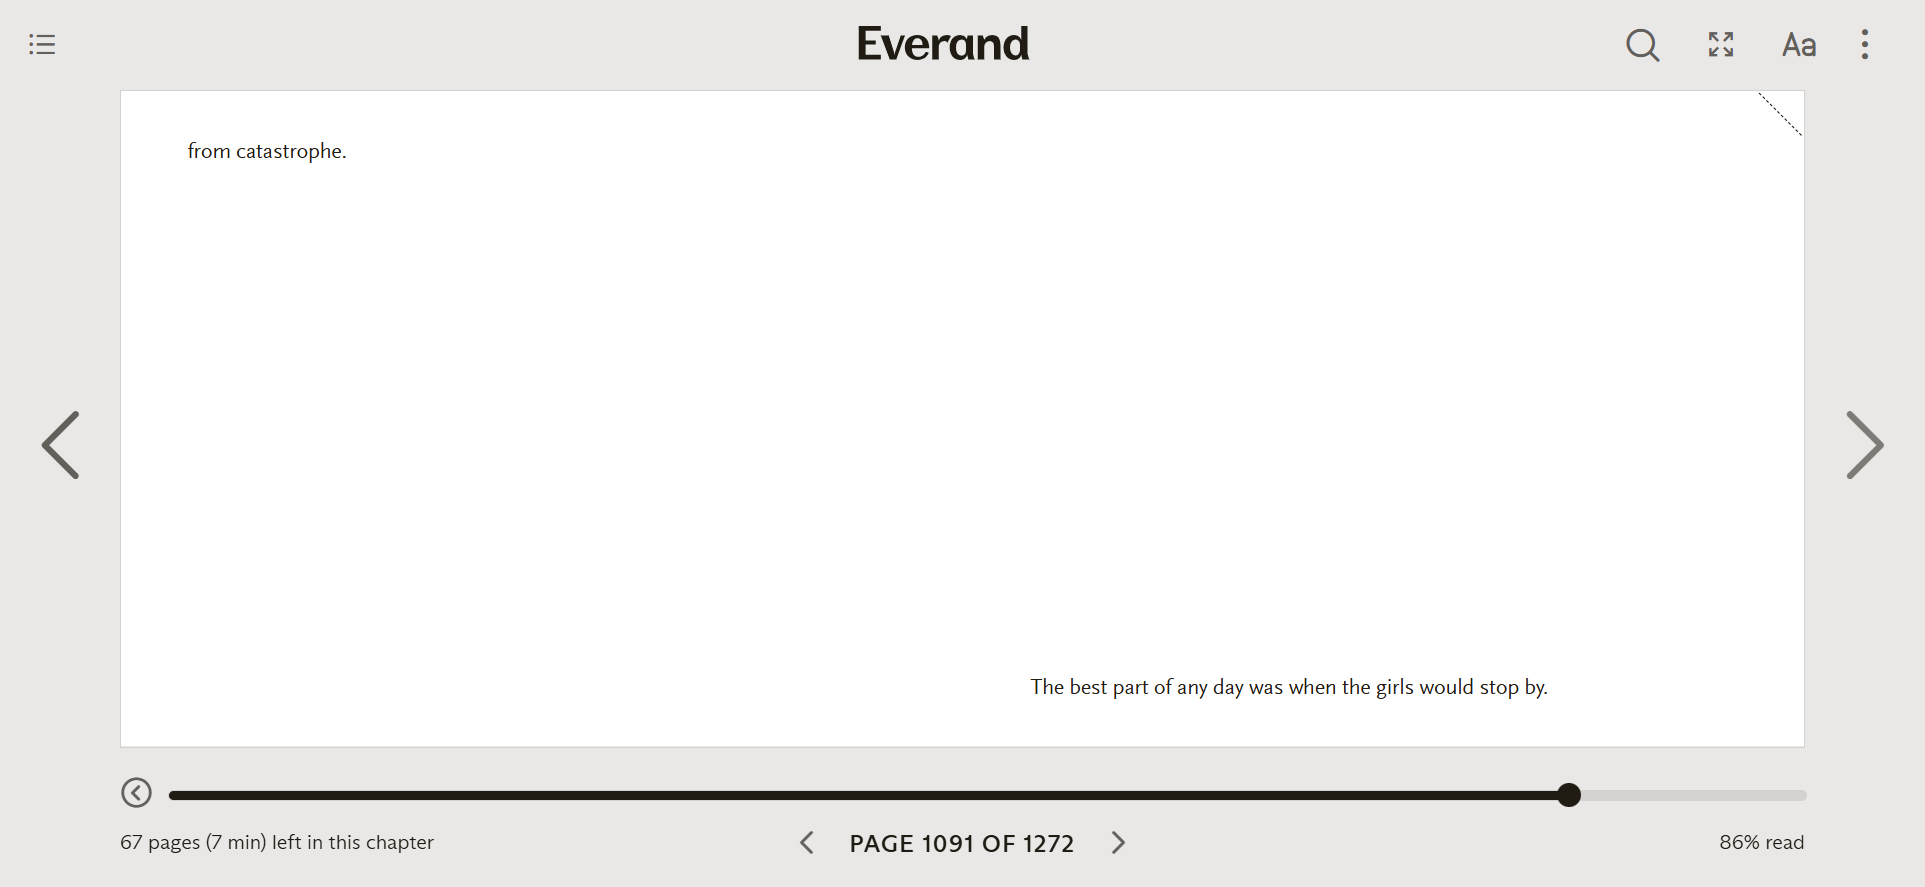 Everand
Aa
from catastrophe.
The best part of any day was when the girls would stop by.
67 pages (7 min) left in this chapter
PAGE 1091 OF 1272
86% read